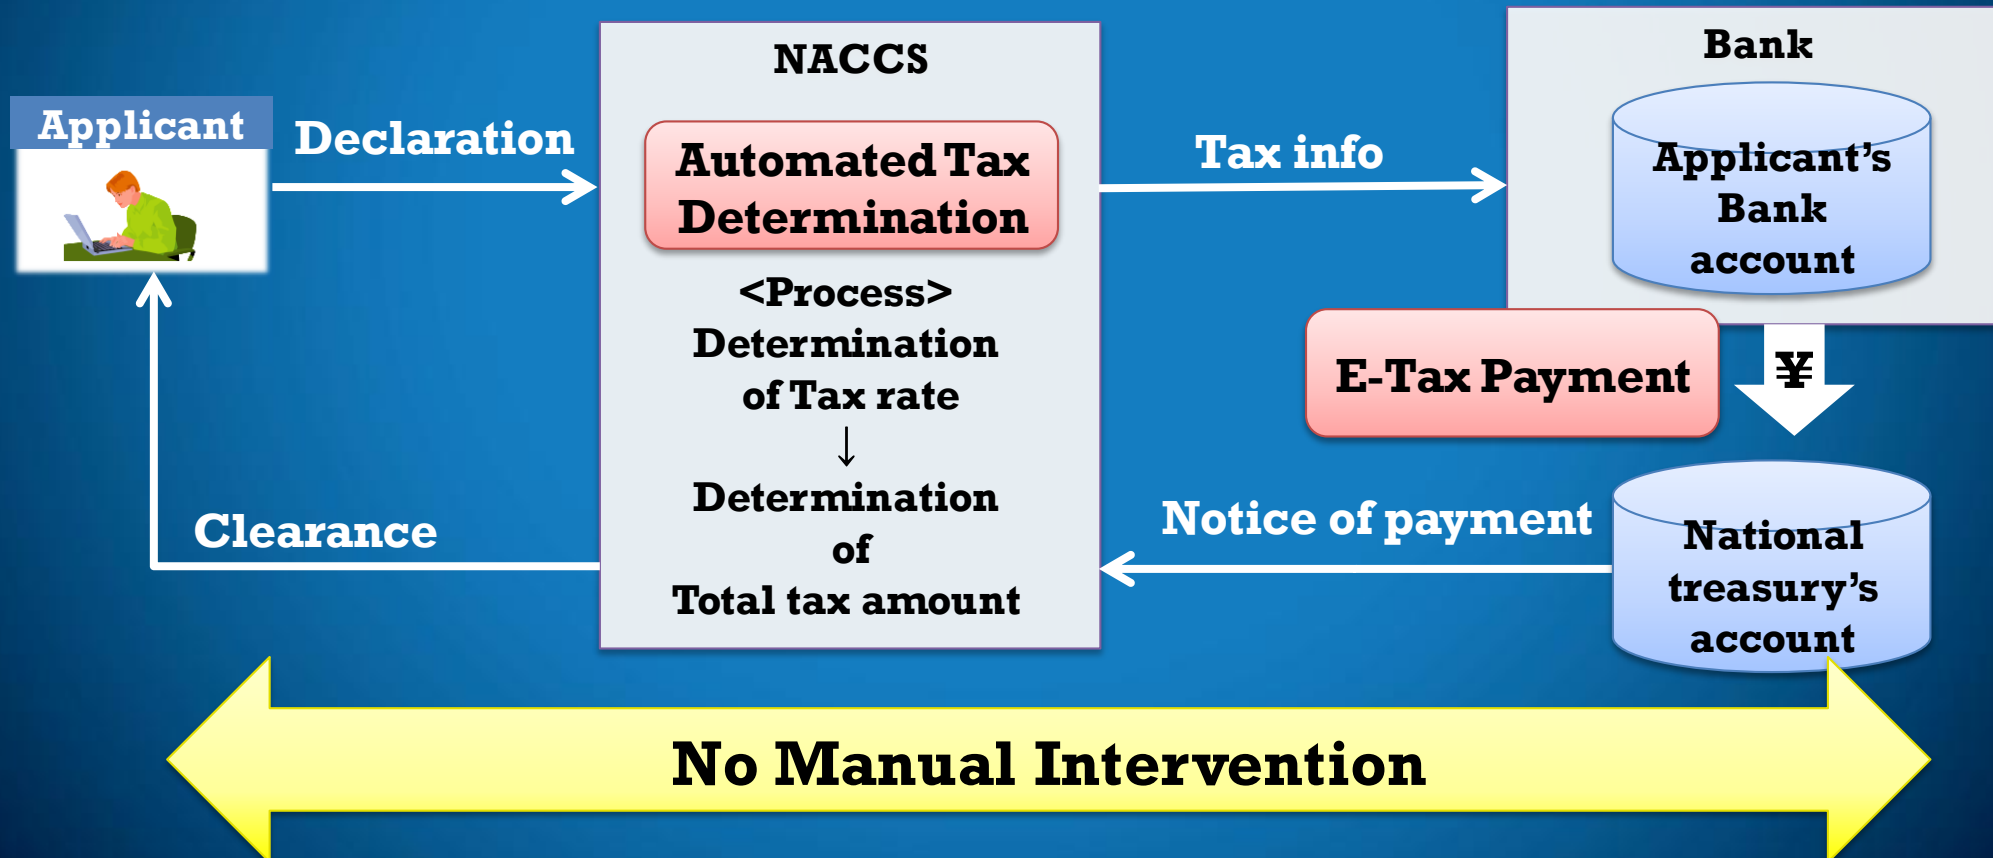 Applicant
Declaration
NACCS
Automated Tax
Determination
<Process>
Determination
of Tax rate
↓
Determination
of
Total tax amount
Tax info
Bank
Applicant’s
Bank
account
E-Tax Payment
¥
National
treasury’s
account
Notice of payment
Clearance
No Manual Intervention